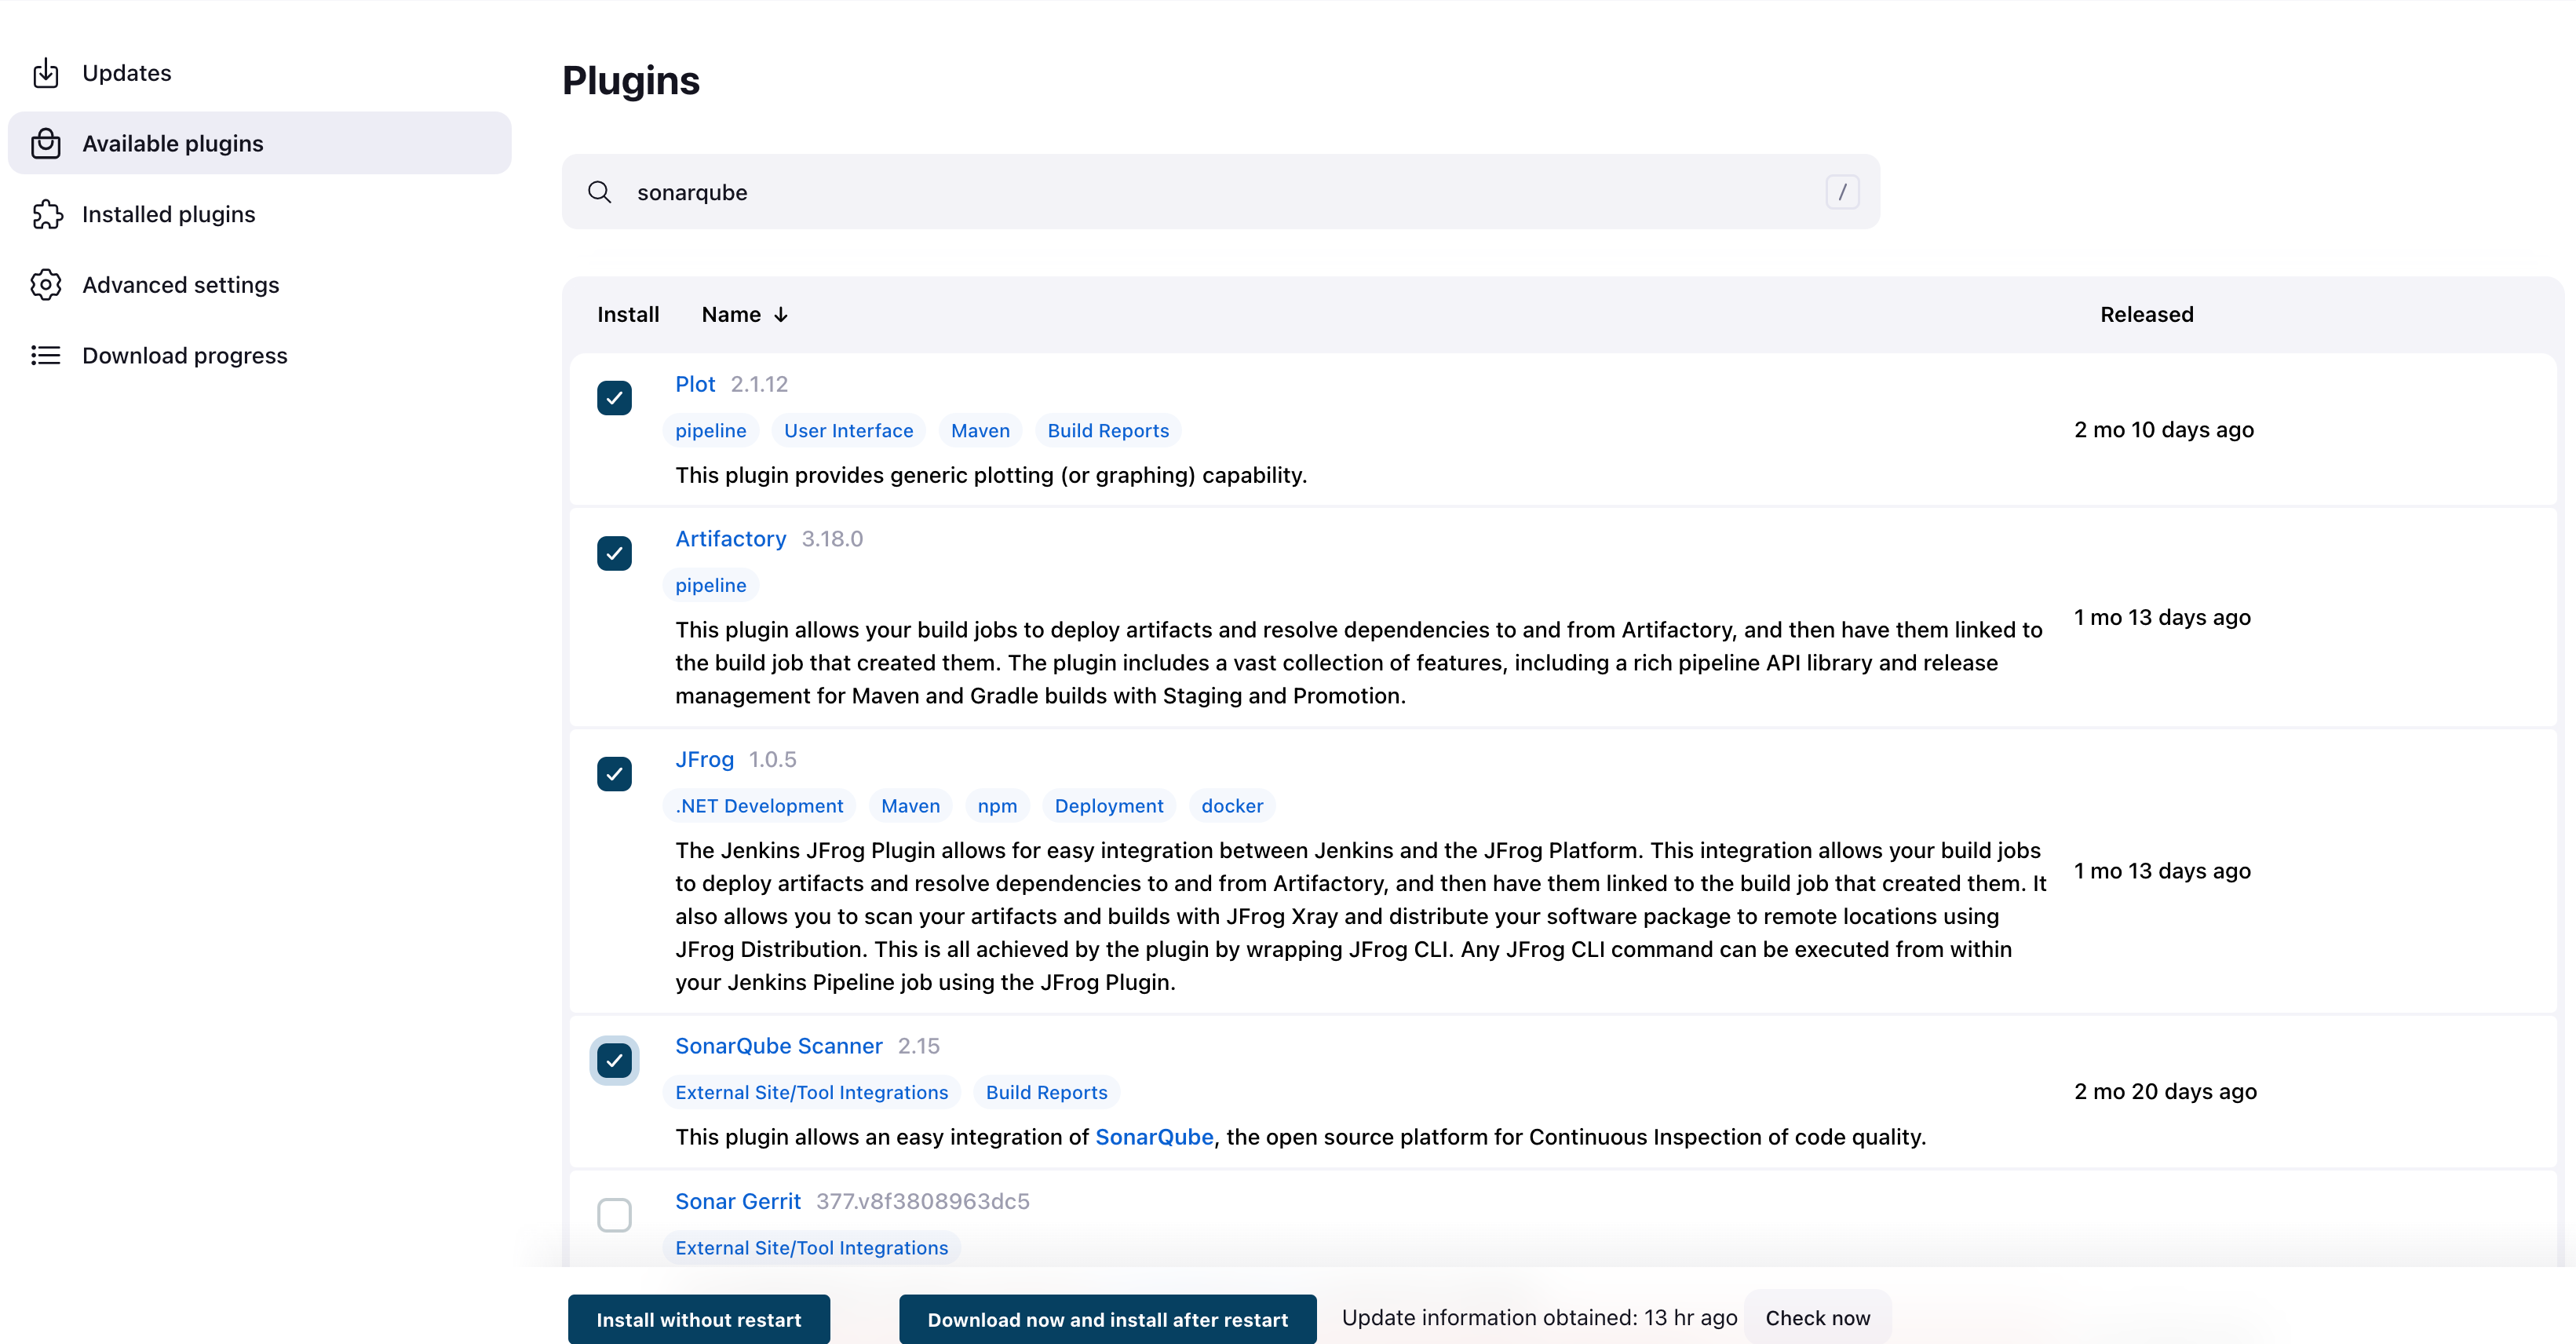 Updates
Available plugins
Installed plugins
Advanced settings
Download progress
Plugins
sonarqube /
Install Name ↓ Released
Plot 2.1.12
pipeline User Interface Maven Build Reports
2 mo 10 days ago
This plugin provides generic plotting (or graphing) capability.
Artifactory 3.18.0
pipeline
This plugin allows your build jobs to deploy artifacts and resolve dependencies to and from Artifactory, and then have them linked to
the build job that created them. The plugin includes a vast collection of features, including a rich pipeline API library and release
management for Maven and Gradle builds with Staging and Promotion.
1 mo 13 days ago
JFrog 1.0.5
.NET Development Maven npm Deployment docker
The Jenkins JFrog Plugin allows for easy integration between Jenkins and the JFrog Platform. This integration allows your build jobs
to deploy artifacts and resolve dependencies to and from Artifactory, and then have them linked to the build job that created them. It
also allows you to scan your artifacts and builds with JFrog Xray and distribute your software package to remote locations using
JFrog Distribution. This is all achieved by the plugin by wrapping JFrog CLI. Any JFrog CLI command can be executed from within
your Jenkins Pipeline job using the JFrog Plugin.
1 mo 13 days ago
SonarQube Scanner 2.15
External Site/Tool Integrations Build Reports
2 mo 20 days ago
This plugin allows an easy integration of SonarQube, the open source platform for Continuous Inspection of code quality.
Sonar Gerrit 377.v8f3808963dc5
External Site/Tool Integrations
Install without restart Download now and install after restart Update information obtained: 13 hr ago Check now